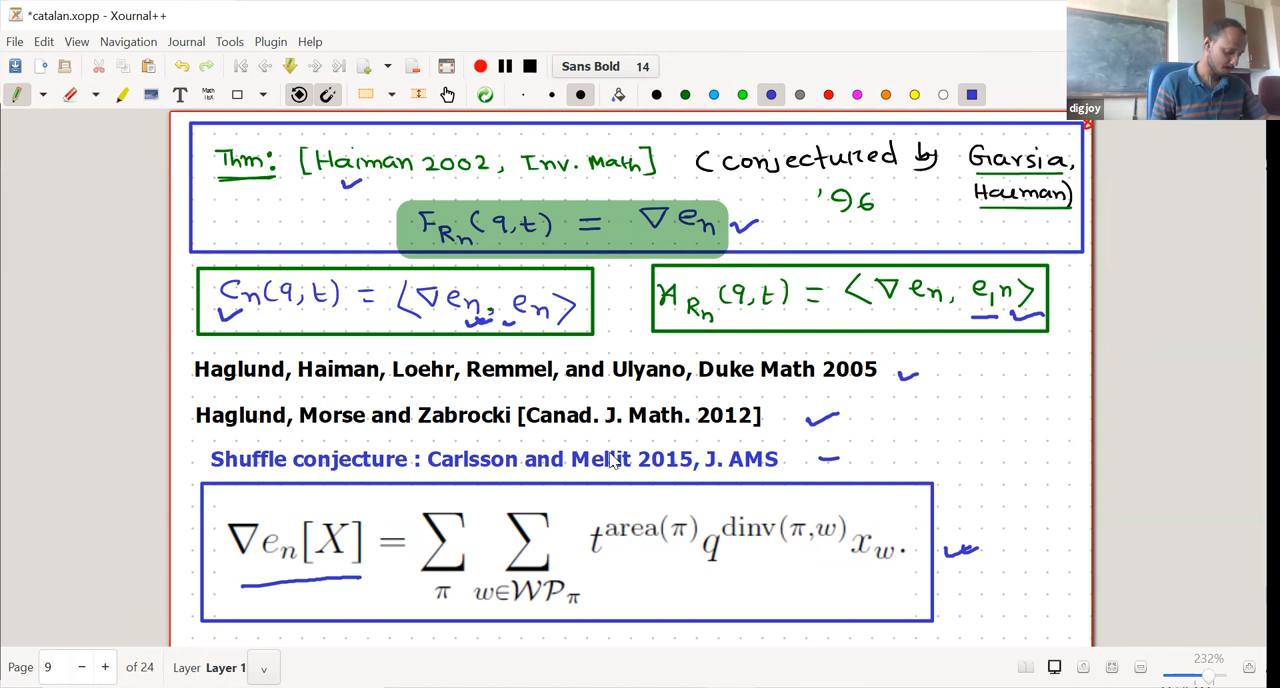 *catalan.xopp - Xournal++
File Edit View Navigation Journal Tools Plugin Help
Sans Bold 14
digjoy
Thm: [Haiman 2002, Inv. Math] (conjectured by Garsia,
Haiman)
'96
F_{R_n}(q,t) = ∇e_n
C_n(q,t) = ⟨∇e_n, e_n⟩
H_{R_n}(q,t) = ⟨∇e_n, e_{1^n}⟩
Haglund, Haiman, Loehr, Remmel, and Ulyano, Duke Math 2005
Haglund, Morse and Zabrocki [Canad. J. Math. 2012]
Shuffle conjecture : Carlsson and Mellit 2015, J. AMS
∇e_n[X] = ∑_π ∑_{w∈WP_π} t^{area(π)} q^{dinv(π,w)} x_w.
Page 9 − + of 24 Layer Layer 1 232%